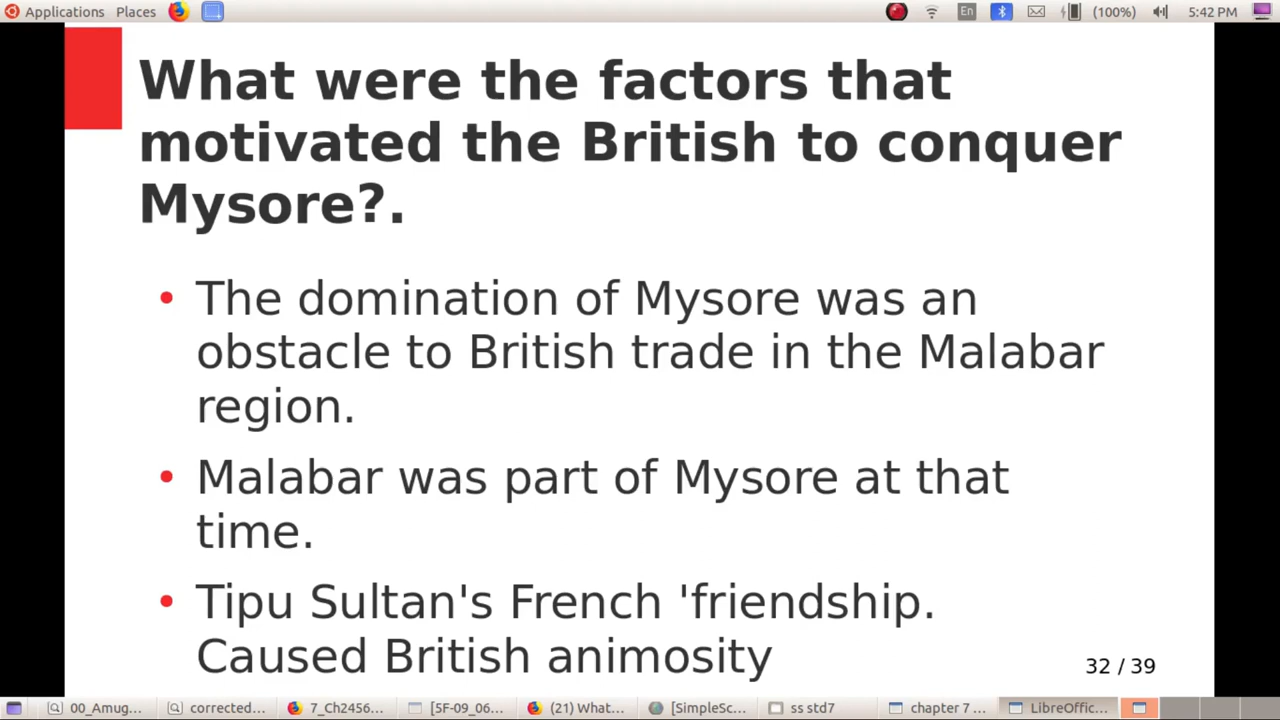 Applications Places En (100%) 5:42 PM
What were the factors that
motivated the British to conquer
Mysore?.
• The domination of Mysore was an
obstacle to British trade in the Malabar
region.
• Malabar was part of Mysore at that
time.
• Tipu Sultan's French 'friendship.
Caused British animosity
32 / 39
00_Amug... corrected... 7_Ch2456... [5F-09_06... (21) What... [SimpleSc... ss std7 chapter 7 ... LibreOffic...